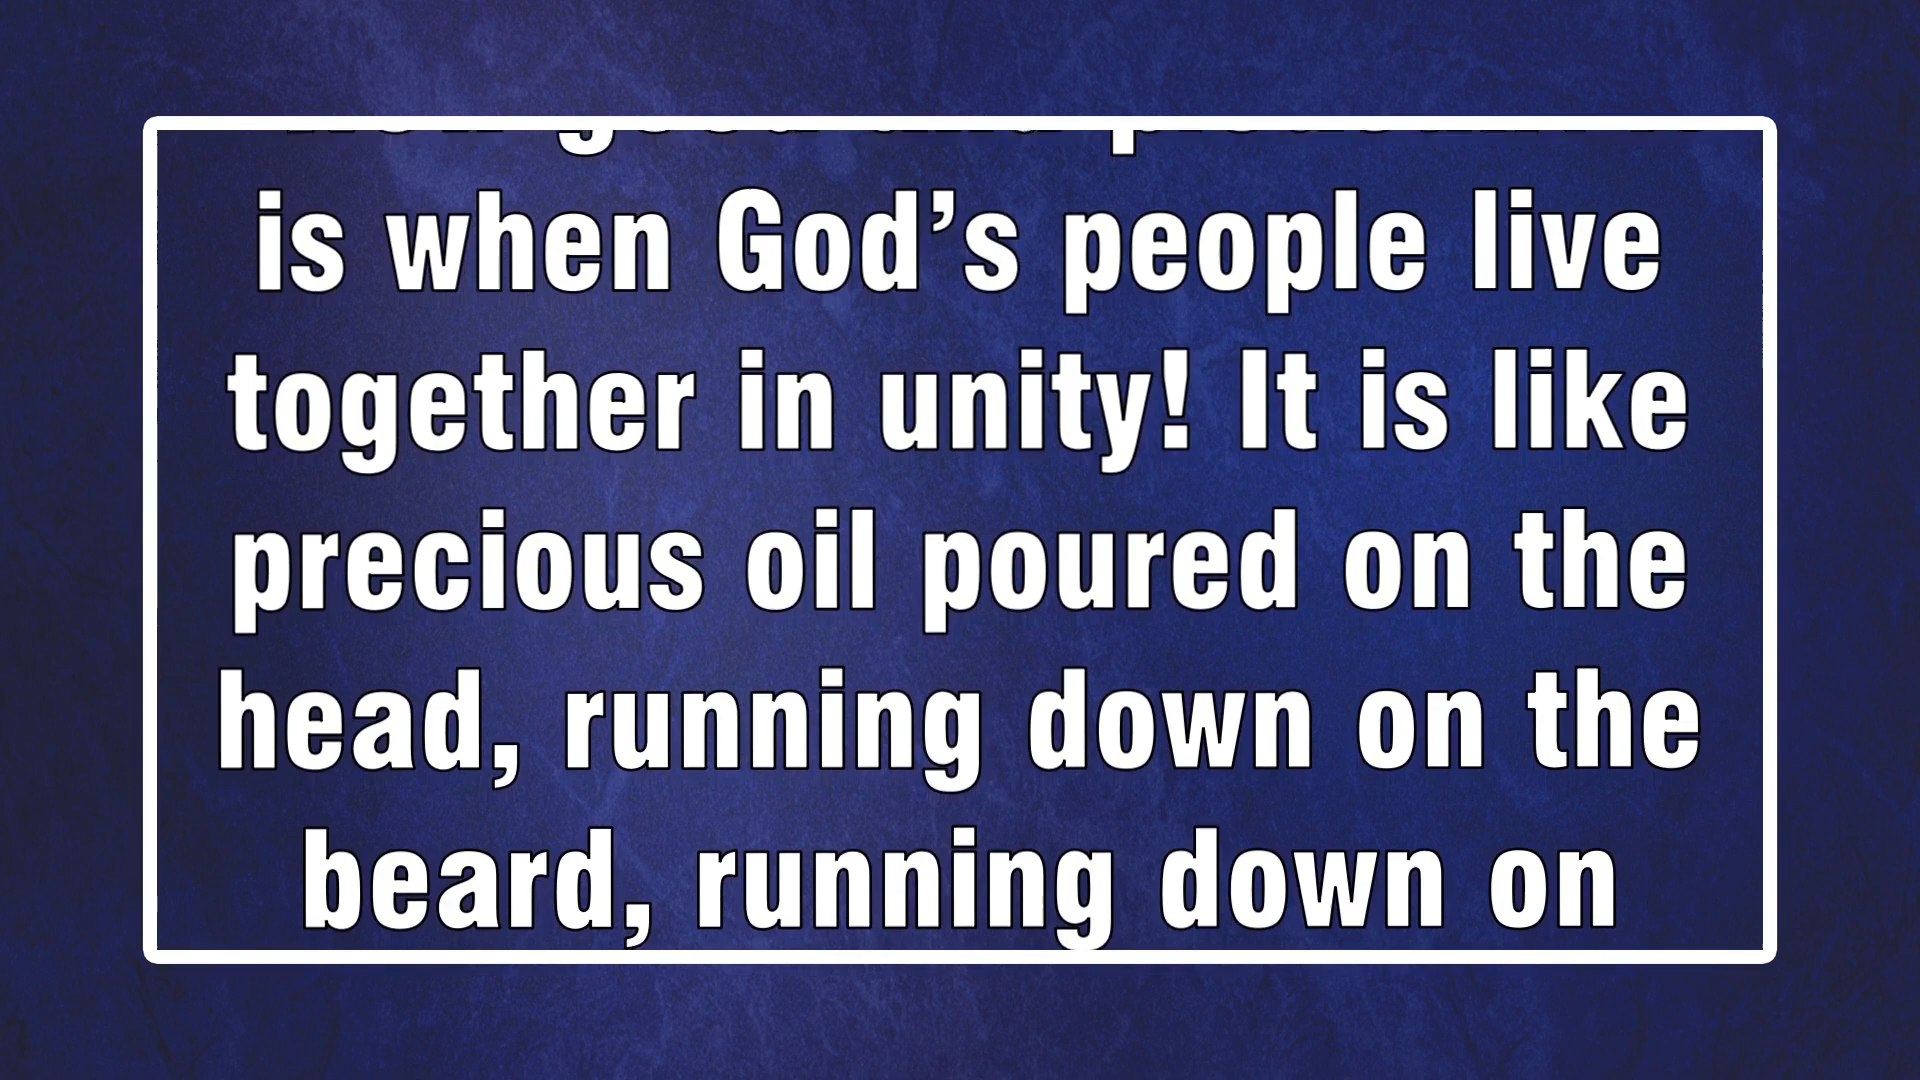 is when God’s people live
together in unity! It is like
precious oil poured on the
head, running down on the
beard, running down on